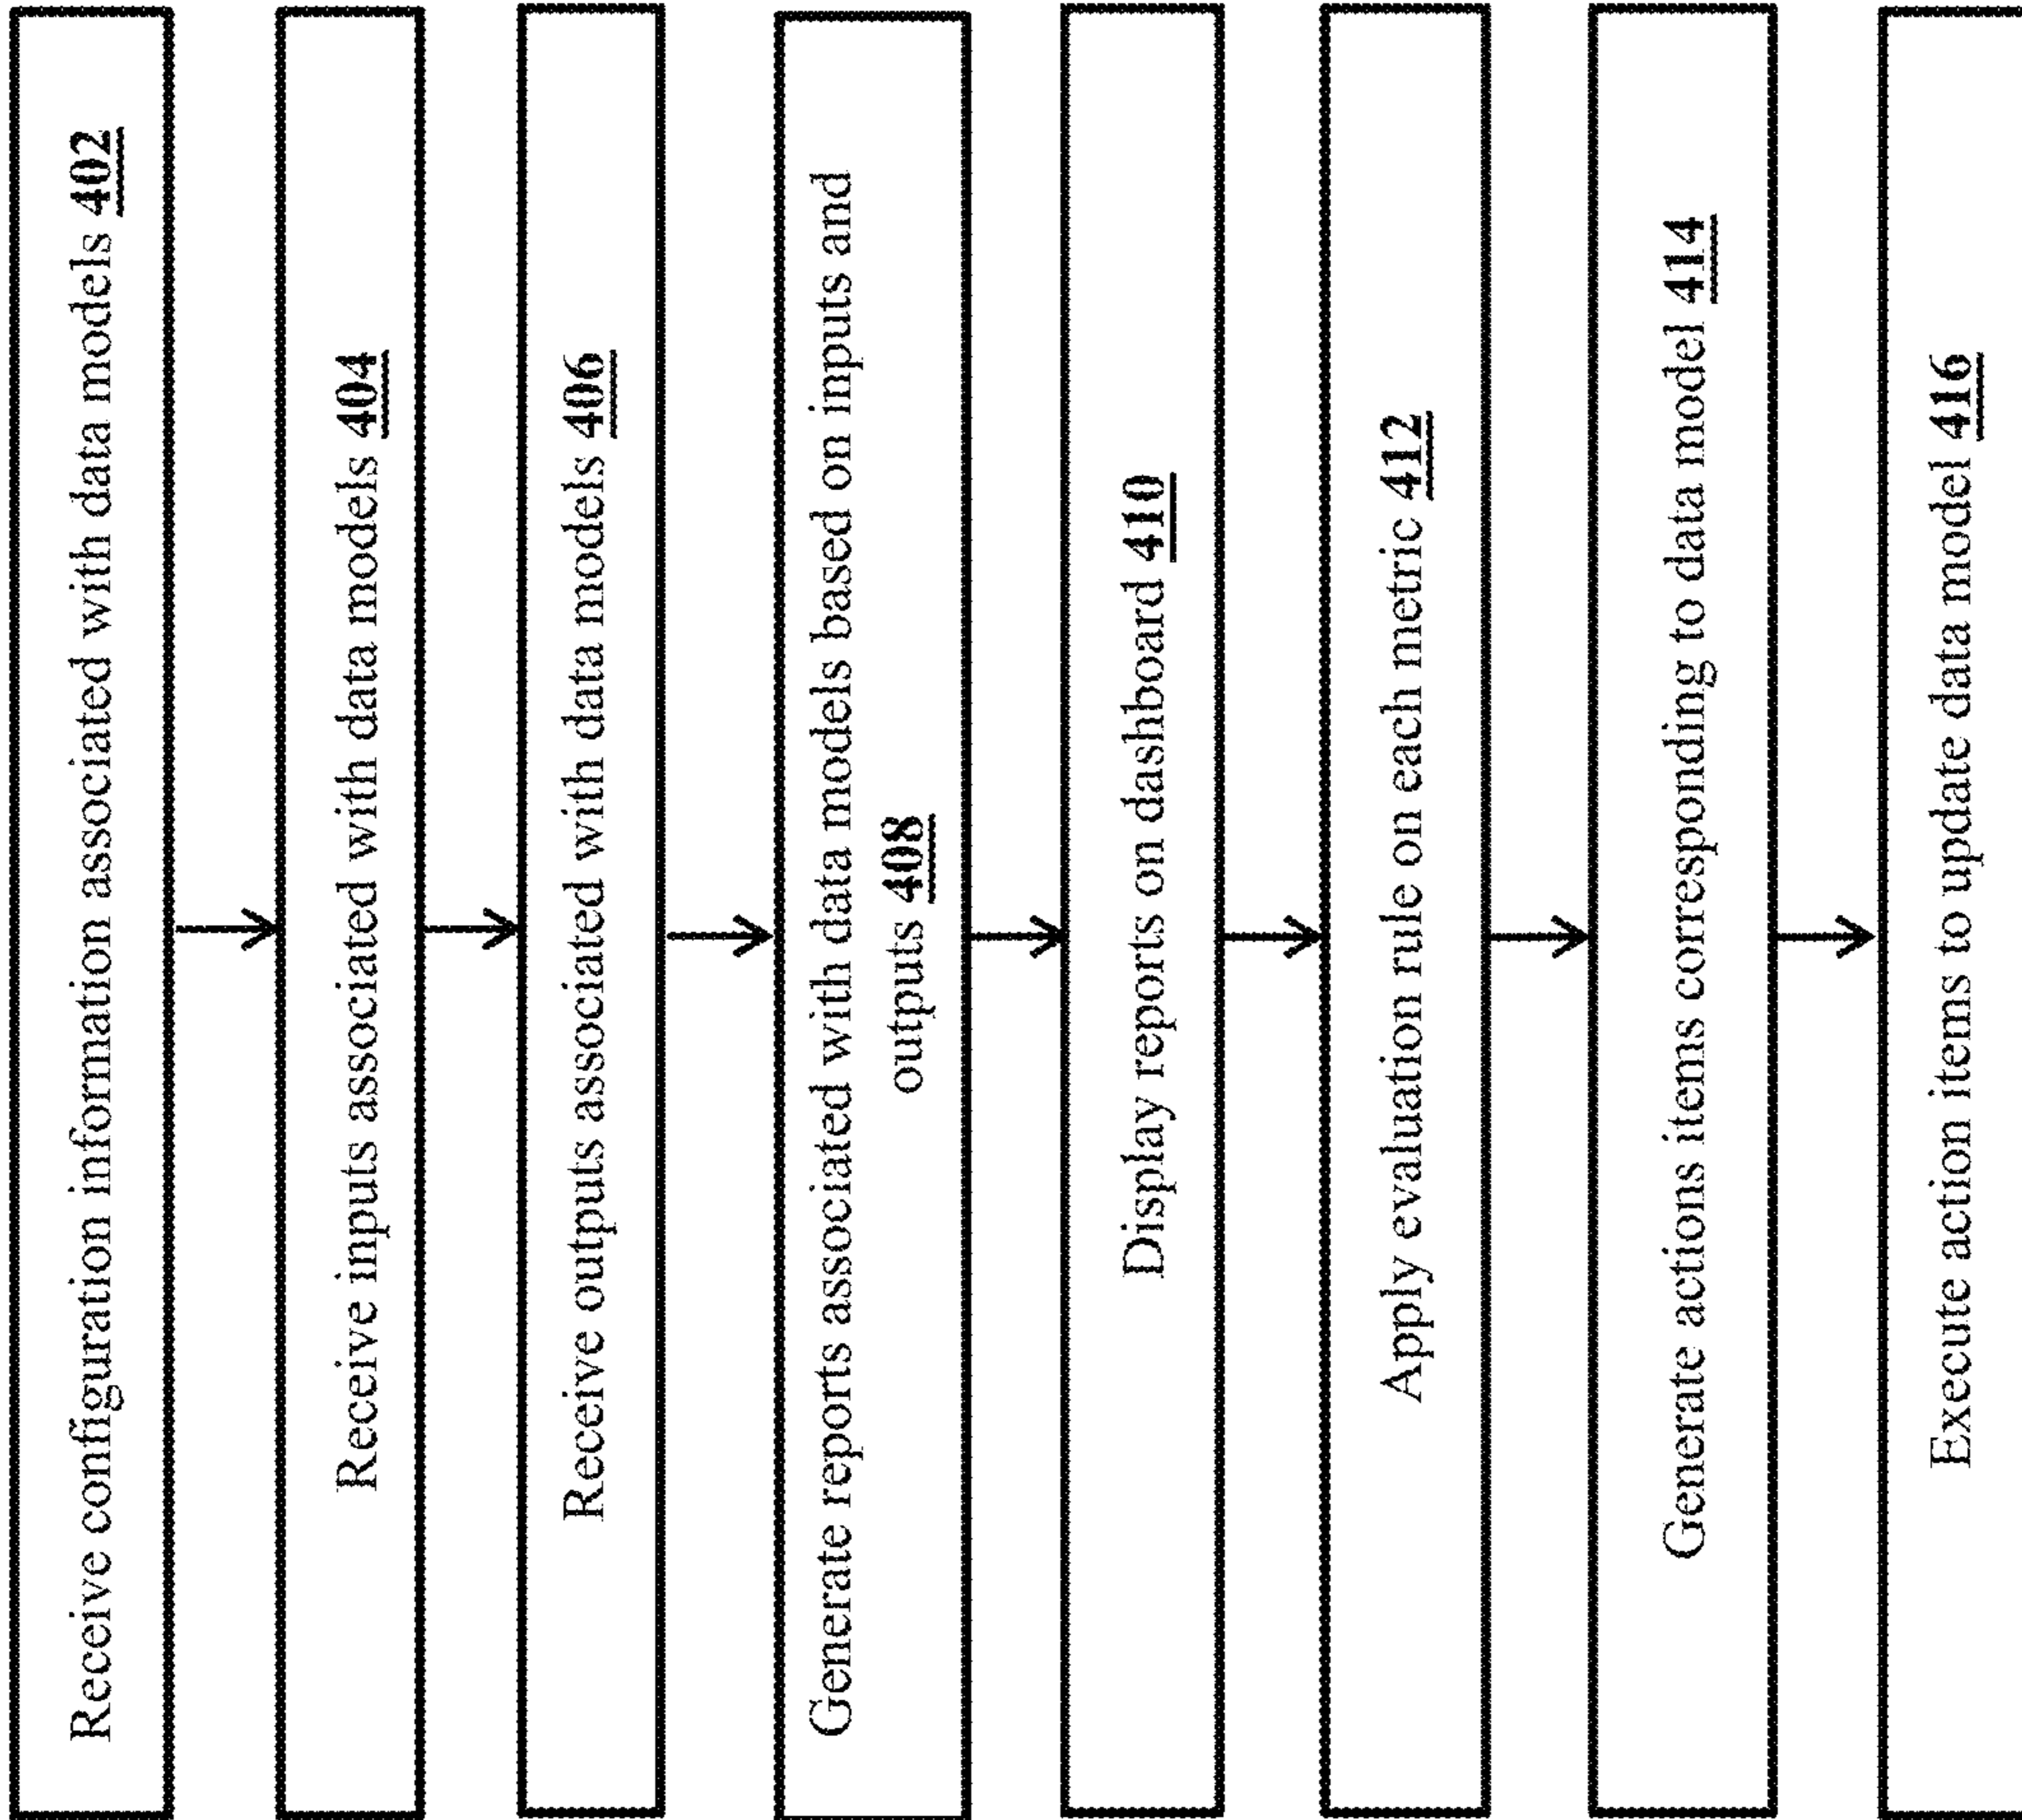 Receive configuration information associated with data models 402
Receive inputs associated with data models 404
Receive outputs associated with data models 406
Generate reports associated with data models based on inputs and
outputs 408
Display reports on dashboard 410
Apply evaluation rule on each metric 412
Generate actions items corresponding to data model 414
Execute action items to update data model 416